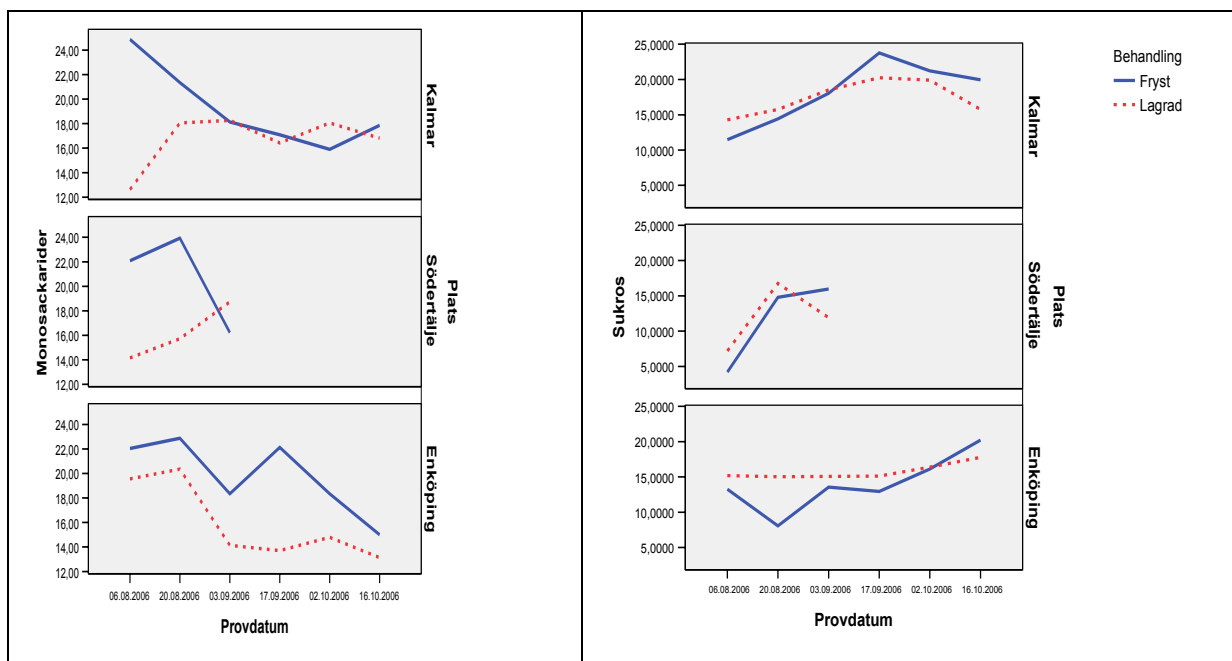 Monosackarider
24,00
22,00
20,00
18,00
16,00
14,00
12,00
Kalmar
24,00
22,00
20,00
18,00
16,00
14,00
12,00
Södertälje
Plats
24,00
22,00
20,00
18,00
16,00
14,00
12,00
Enköping
06.08.2006 20.08.2006 03.09.2006 17.09.2006 02.10.2006 16.10.2006
Provdatum
Sukros
25,0000
20,0000
15,0000
10,0000
5,0000
Kalmar
25,0000
20,0000
15,0000
10,0000
5,0000
Södertälje
Plats
25,0000
20,0000
15,0000
10,0000
5,0000
Enköping
06.08.2006 20.08.2006 03.09.2006 17.09.2006 02.10.2006 16.10.2006
Provdatum
Behandling
Fryst
Lagrad